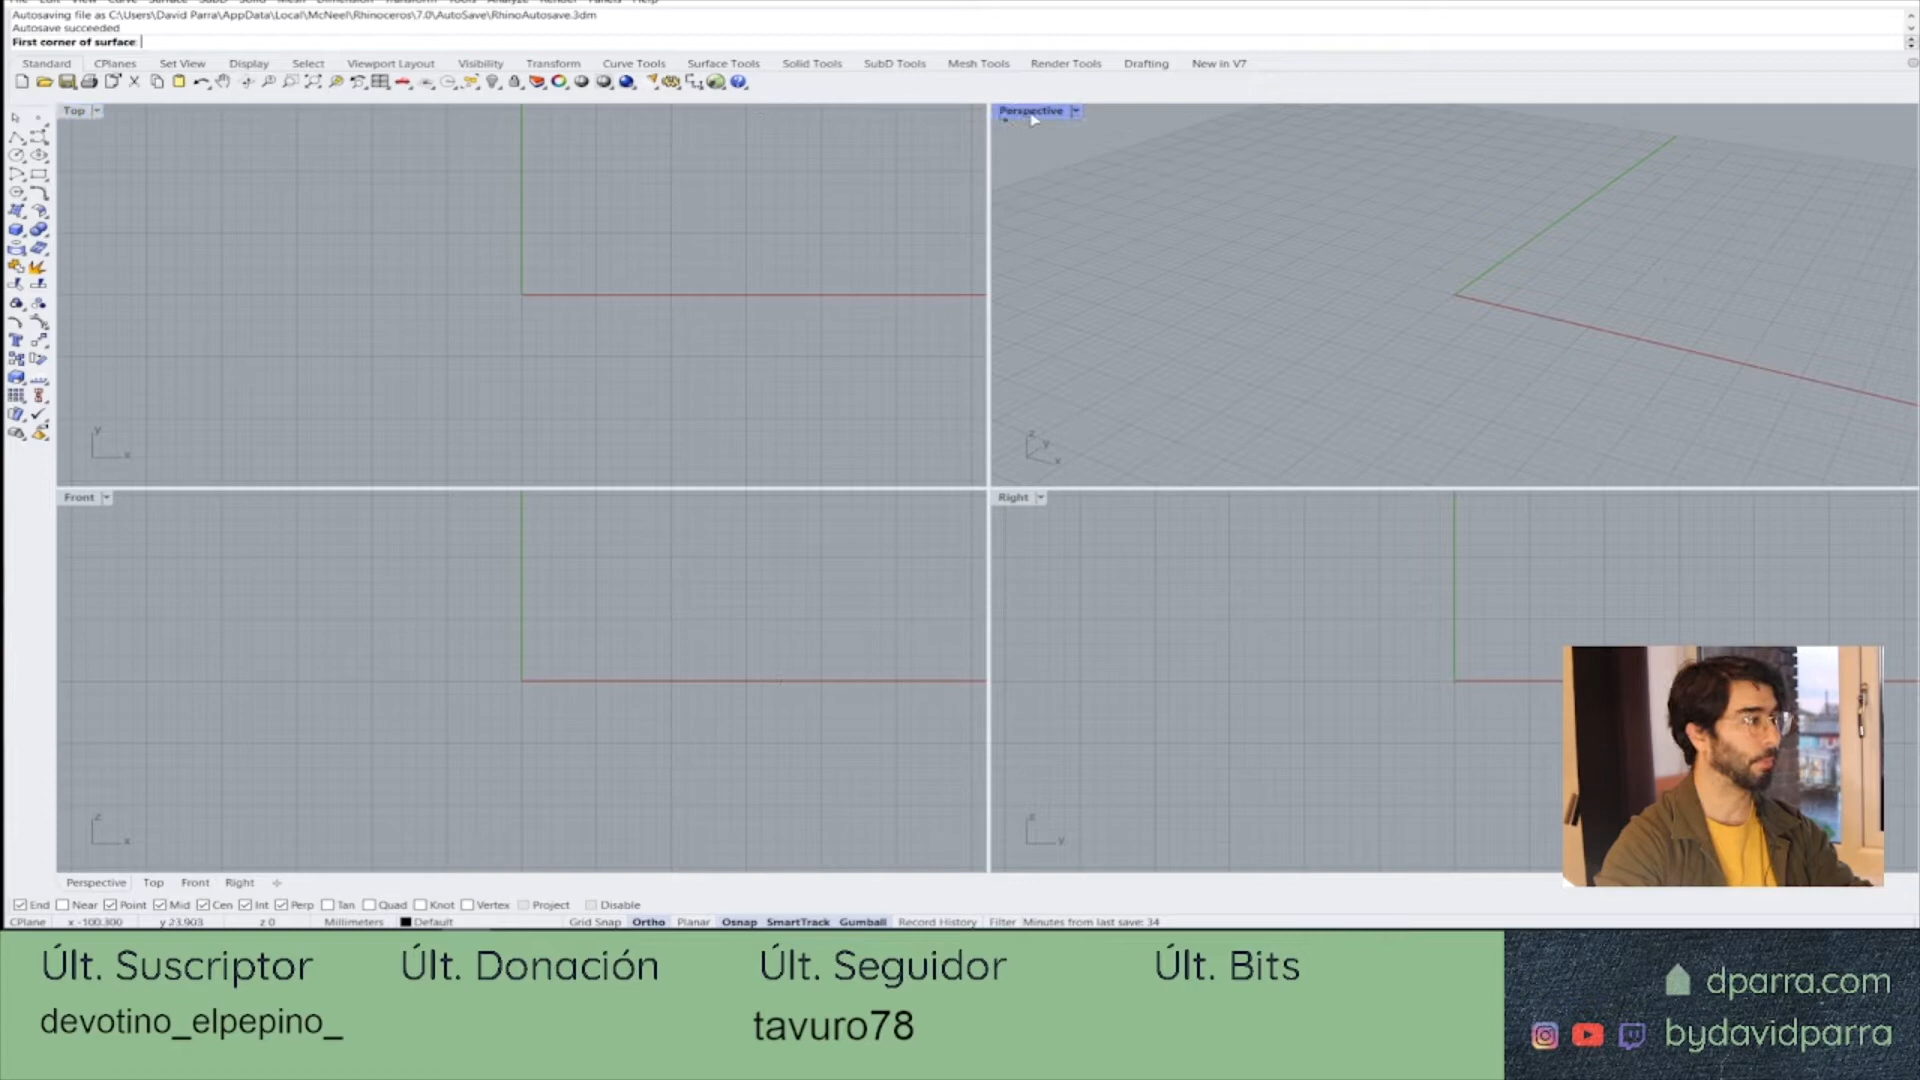 Autosaving file as C:\Users\David Parra\AppData\Local\McNeel\Rhinoceros\7.0\AutoSave\RhinoAutosave.3dm
Autosave succeeded
First corner of surface:
Standard CPlanes Set View Display Select Viewport Layout Visibility Transform Curve Tools Surface Tools Solid Tools SubD Tools Mesh Tools Render Tools Drafting New in V7
Top
Perspective
y
x
z
y
x
Front
Right
z
x
z
y
Perspective Top Front Right
End Near Point Mid Cen Int Perp Tan Quad Knot Vertex Project Disable
CPlane x -100.300 y 23.903 z 0 Millimeters Default Grid Snap Ortho Planar Osnap SmartTrack Gumball Record History Filter Minutes from last save: 34
Últ. Suscriptor Últ. Donación Últ. Seguidor Últ. Bits
devotino_elpepino_ tavuro78
dparra.com
bydavidparra